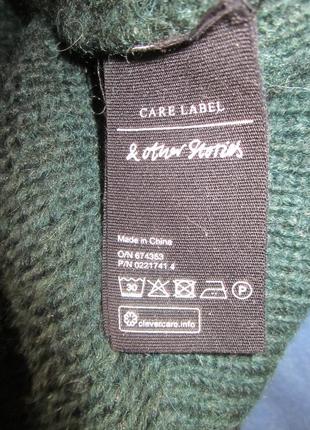 CARE LABEL
& other Stories
Made in China
O/N 674353
P/N 0221741 4
30 P
clevercare.info